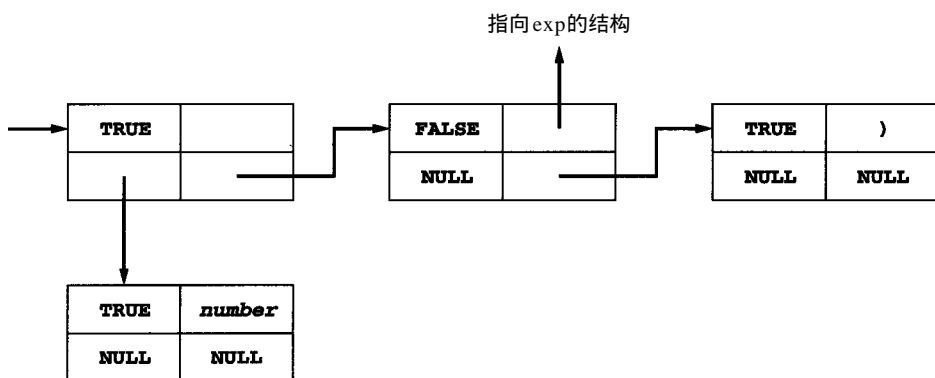 指向exp的结构
TRUE
FALSE
TRUE )
NULL
NULL NULL
TRUE number
NULL NULL